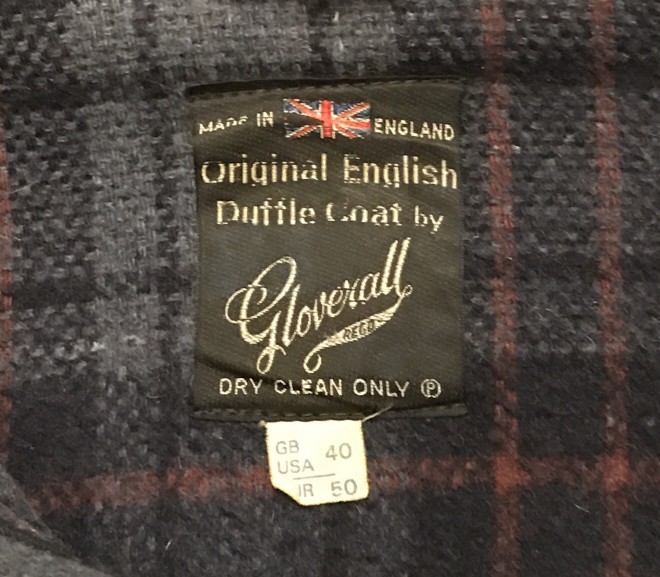 MADE IN ENGLAND
Original English
Duffle Coat by
Gloverall
REGD
DRY CLEAN ONLY Ⓟ
GB 40
USA
IR 50